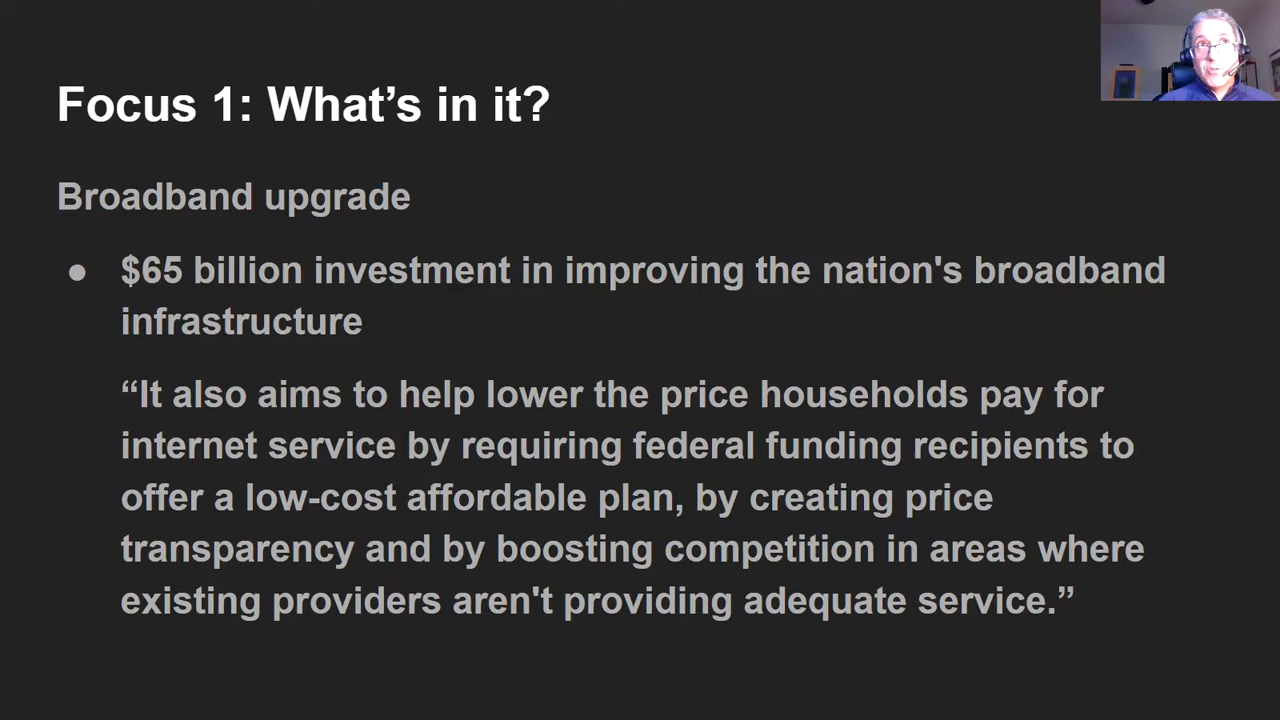 Focus 1: What’s in it?
Broadband upgrade
● $65 billion investment in improving the nation's broadband
infrastructure
“It also aims to help lower the price households pay for
internet service by requiring federal funding recipients to
offer a low-cost affordable plan, by creating price
transparency and by boosting competition in areas where
existing providers aren't providing adequate service.”